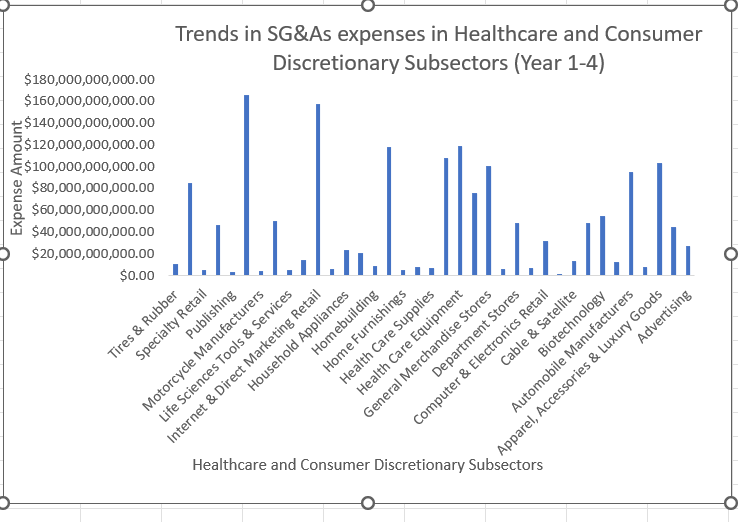 Trends in SG&As expenses in Healthcare and Consumer
Discretionary Subsectors (Year 1-4)
Expense Amount
$180,000,000,000.00
$160,000,000,000.00
$140,000,000,000.00
$120,000,000,000.00
$100,000,000,000.00
$80,000,000,000.00
$60,000,000,000.00
$40,000,000,000.00
$20,000,000,000.00
$0.00
Tires & Rubber
Specialty Retail
Publishing
Motorcycle Manufacturers
Life Sciences Tools & Services
Internet & Direct Marketing Retail
Household Appliances
Homebuilding
Home Furnishings
Health Care Supplies
Health Care Equipment
General Merchandise Stores
Department Stores
Computer & Electronics Retail
Cable & Satellite
Biotechnology
Automobile Manufacturers
Apparel, Accessories & Luxury Goods
Advertising
Healthcare and Consumer Discretionary Subsectors